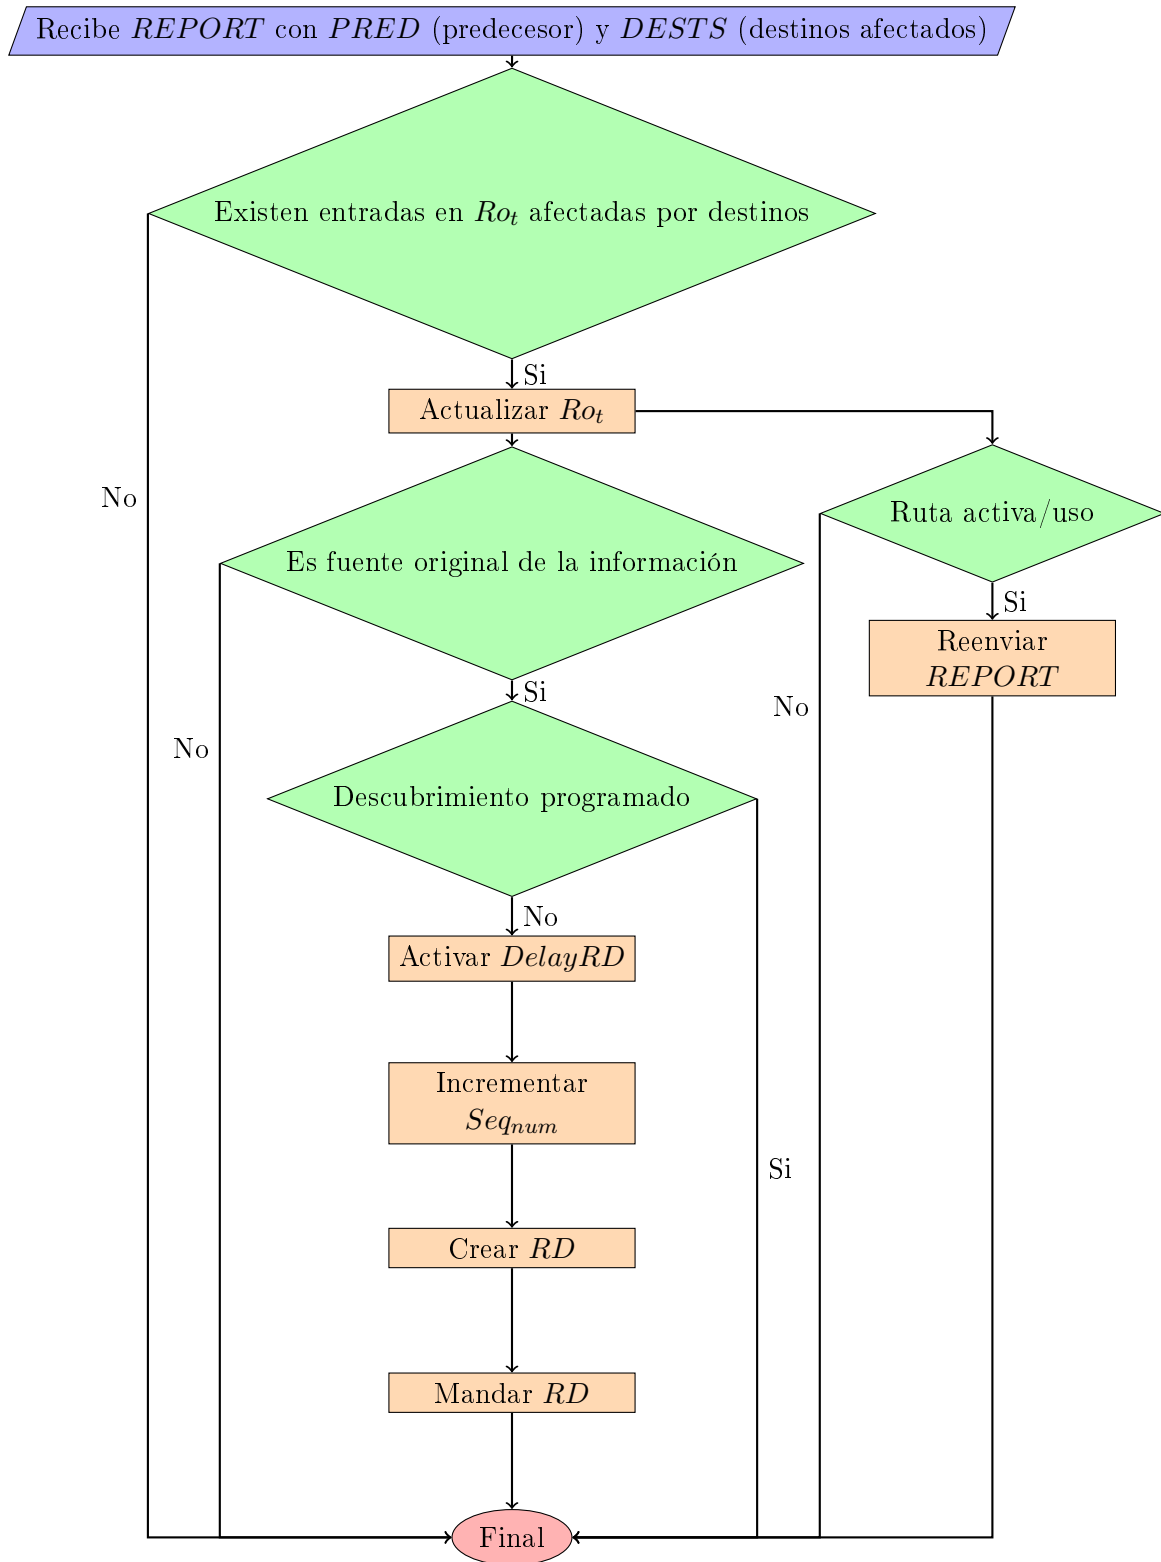 Recibe REPORT con PRED (predecesor) y DESTS (destinos afectados)
Existen entradas en Ro_t afectadas por destinos
Si
Actualizar Ro_t
No
Ruta activa/uso
Es fuente original de la información
Si
Reenviar
REPORT
Si
No
No
Descubrimiento programado
No
Activar DelayRD
Incrementar
Seq_num
Si
Crear RD
Mandar RD
Final